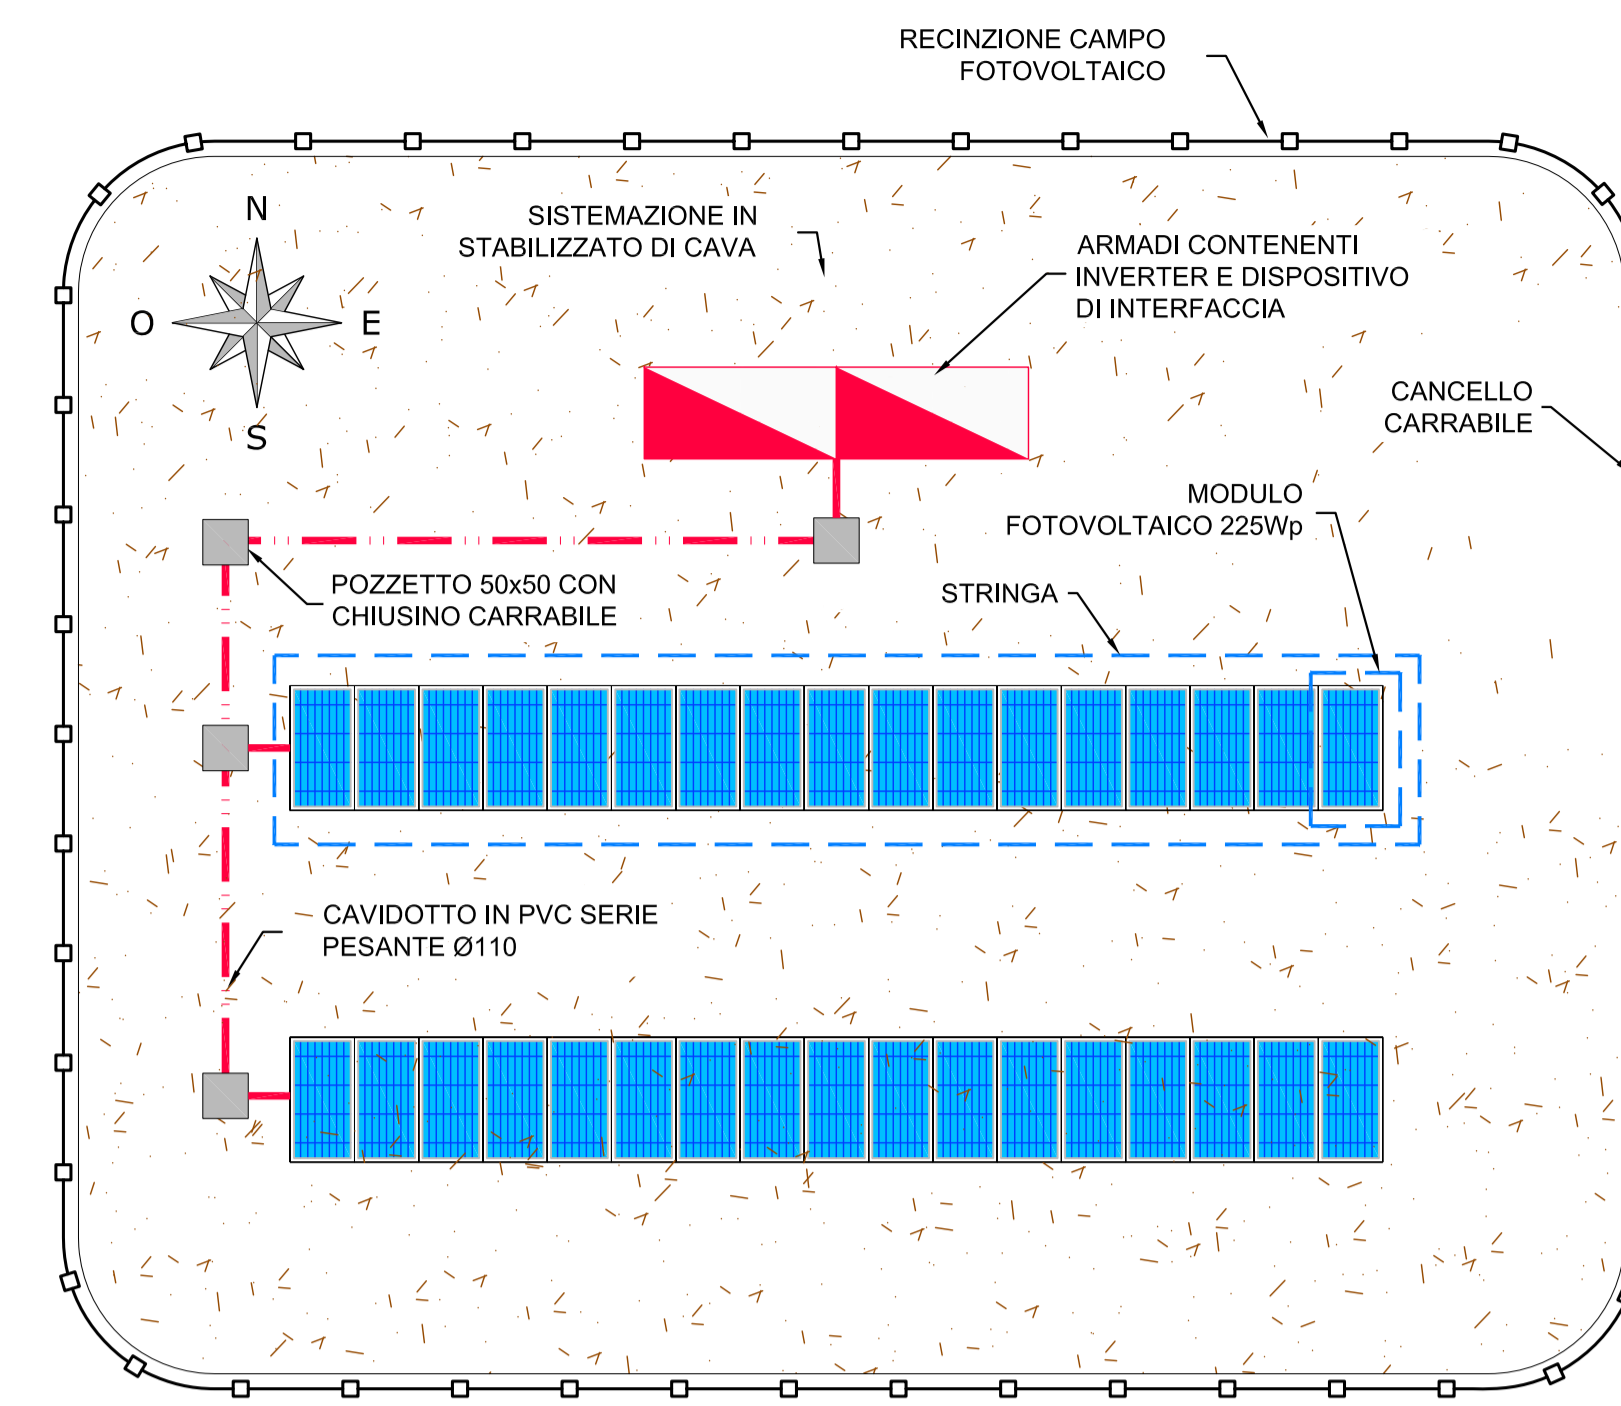 RECINZIONE CAMPO
FOTOVOLTAICO
N
O
E
S
SISTEMAZIONE IN
STABILIZZATO DI CAVA
ARMADI CONTENENTI
INVERTER E DISPOSITIVO
DI INTERFACCIA
CANCELLO
CARRABILE
MODULO
FOTOVOLTAICO 225Wp
POZZETTO 50x50 CON
CHIUSINO CARRABILE
STRINGA
CAVIDOTTO IN PVC SERIE
PESANTE Ø110